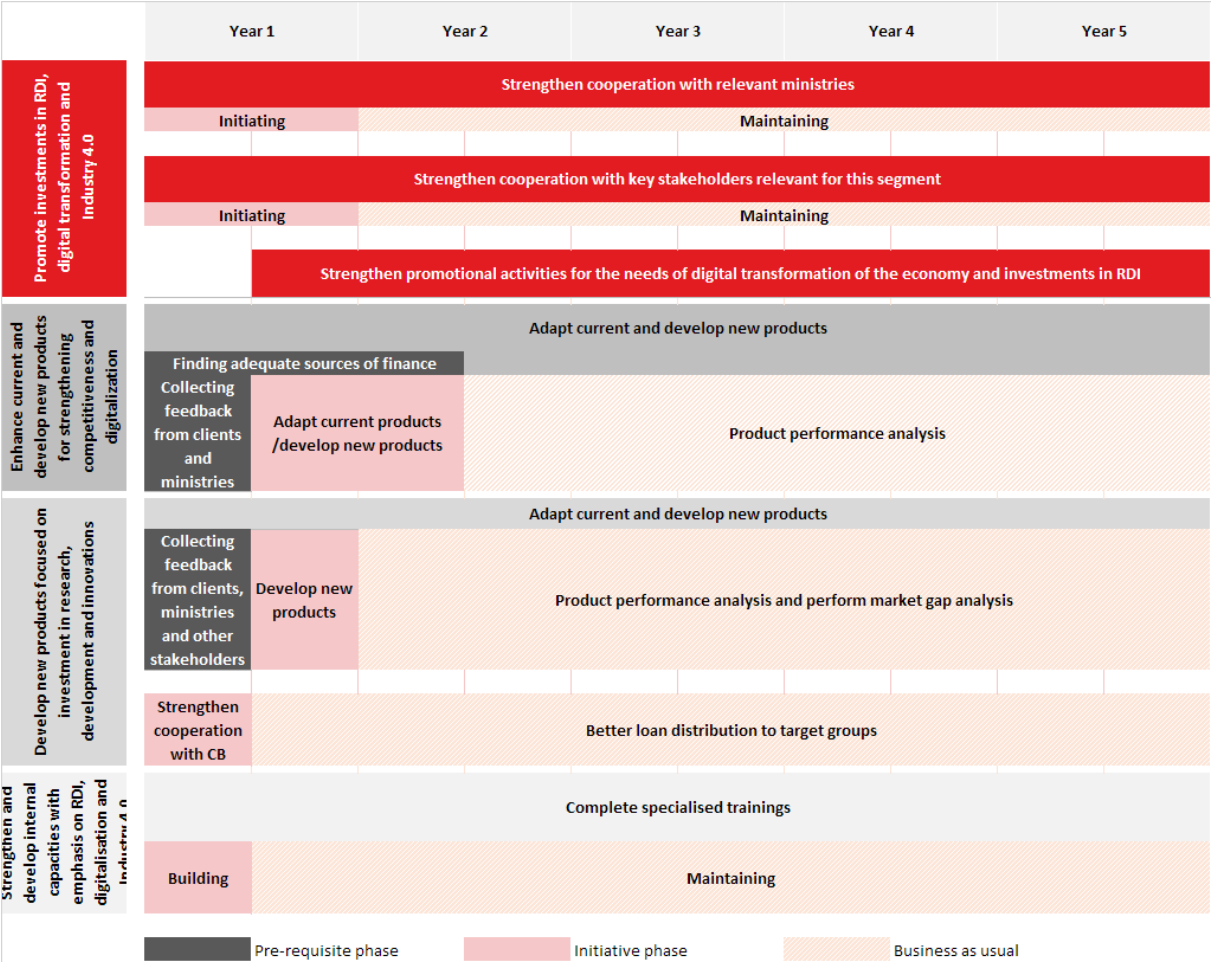 Year 1
Year 2
Year 3
Year 4
Year 5
Promote investments in RDI,
digital transformation and
Industry 4.0
Strengthen cooperation with relevant ministries
Initiating
Maintaining
Strengthen cooperation with key stakeholders relevant for this segment
Initiating
Maintaining
Strengthen promotional activities for the needs of digital transformation of the economy and investments in RDI
Enhance current and
develop new products
for strengthening
competitiveness and
digitalization
Adapt current and develop new products
Finding adequate sources of finance
Collecting
feedback
from clients
and
ministries
Adapt current products
/develop new products
Product performance analysis
Develop new products focused on
investment in research,
development and innovations
Adapt current and develop new products
Collecting
feedback
from clients,
ministries
and other
stakeholders
Develop new
products
Product performance analysis and perform market gap analysis
Strengthen
cooperation
with CB
Better loan distribution to target groups
Strengthen and
develop internal
capacities with
emphasis on RDI,
digitalisation and
Industry 4.0
Complete specialised trainings
Building
Maintaining
Pre-requisite phase
Initiative phase
Business as usual